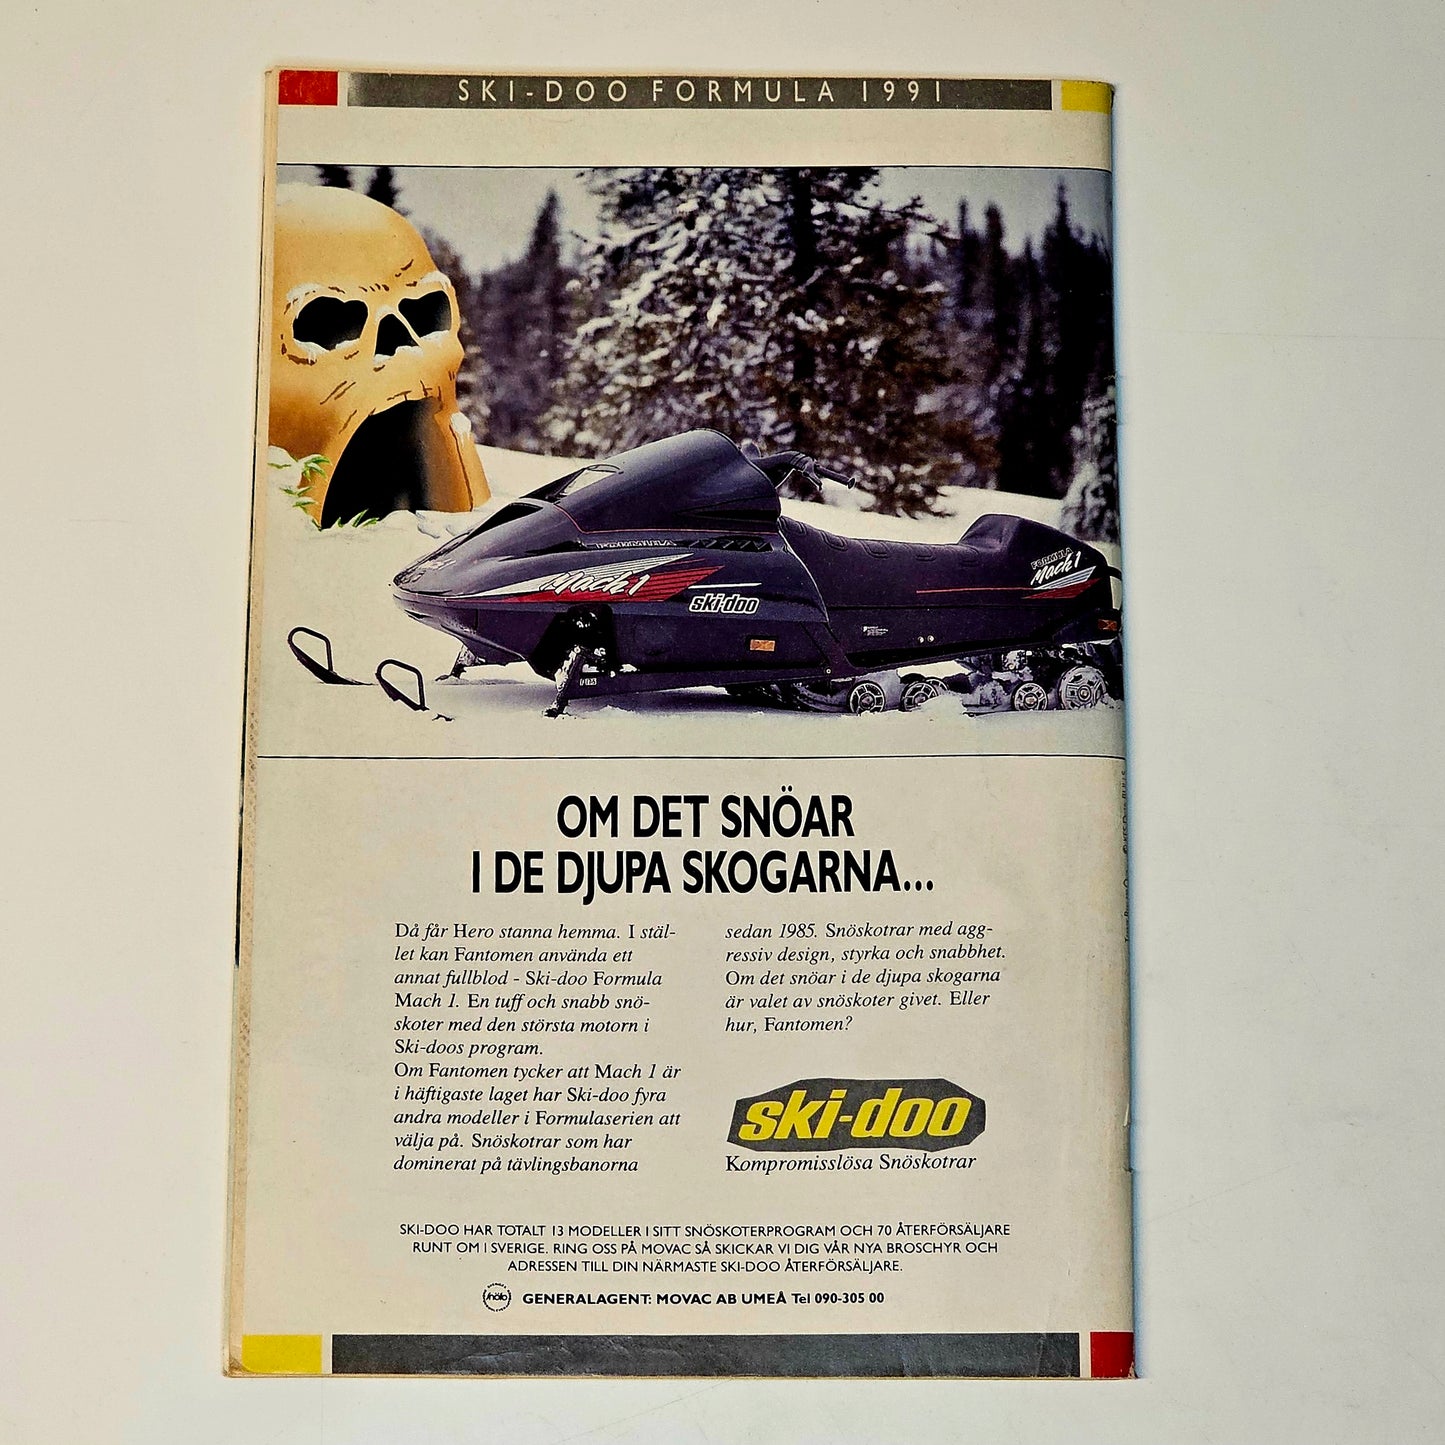 SKI-DOO FORMULA 1991
FORMULA
Mach 1
ski-doo
FORMULA
Mach 1
OM DET SNÖAR
I DE DJUPA SKOGARNA...
Då får Hero stanna hemma. I stäl-
let kan Fantomen använda ett
annat fullblod - Ski-doo Formula
Mach 1. En tuff och snabb snö-
skoter med den största motorn i
Ski-doos program.
Om Fantomen tycker att Mach 1 är
i häftigaste laget har Ski-doo fyra
andra modeller i Formulaserien att
välja på. Snöskotrar som har
dominerat på tävlingsbanorna
sedan 1985. Snöskotrar med agg-
ressiv design, styrka och snabbhet.
Om det snöar i de djupa skogarna
är valet av snöskoter givet. Eller
hur, Fantomen?
ski-doo
Kompromisslösa Snöskotrar
SKI-DOO HAR TOTALT 13 MODELLER I SITT SNÖSKOTERPROGRAM OCH 70 ÅTERFÖRSÄLJARE
RUNT OM I SVERIGE. RING OSS PÅ MOVAC SÅ SKICKAR VI DIG VÅR NYA BROSCHYR OCH
ADRESSEN TILL DIN NÄRMASTE SKI-DOO ÅTERFÖRSÄLJARE.
GENERALAGENT: MOVAC AB UMEÅ Tel 090-305 00